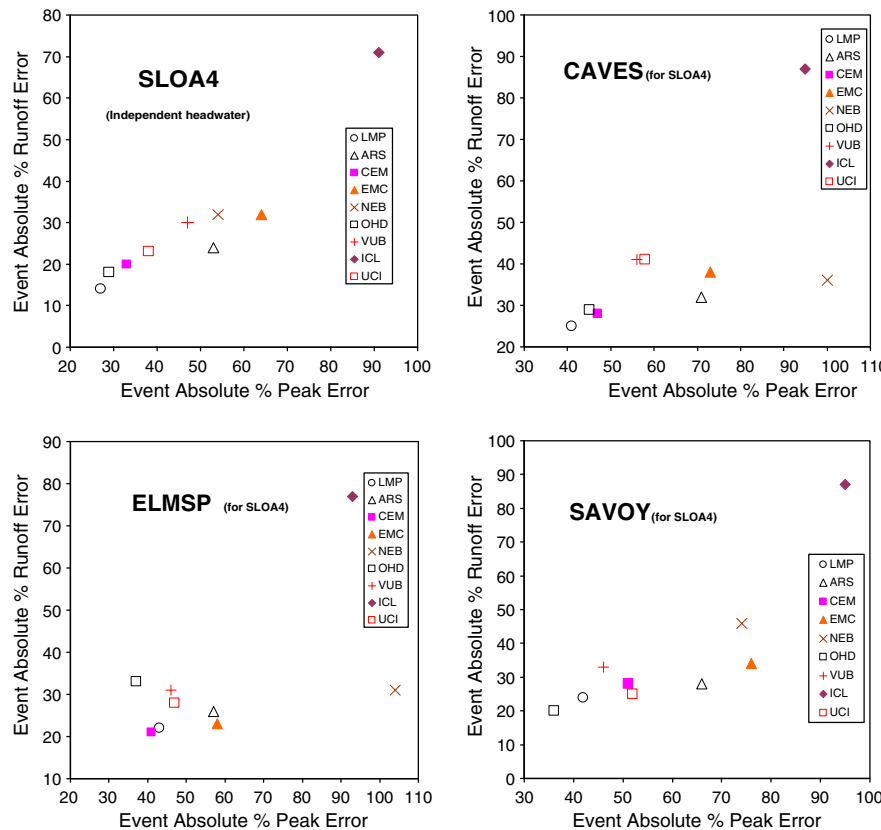 80
70
60
50
40
30
20
10
0
Event Absolute % Runoff Error
SLOA4
(Independent headwater)
LMP
ARS
CEM
EMC
NEB
OHD
VUB
ICL
UCI
20 30 40 50 60 70 80 90 100
Event Absolute % Peak Error
100
90
80
70
60
50
40
30
20
Event Absolute % Runoff Error
CAVES (for SLOA4)
LMP
ARS
CEM
EMC
NEB
OHD
VUB
ICL
UCI
30 40 50 60 70 80 90 100 110
Event Absolute % Peak Error
90
80
70
60
50
40
30
20
10
Event Absolute % Runoff Error
ELMSP (for SLOA4)
LMP
ARS
CEM
EMC
NEB
OHD
VUB
ICL
UCI
20 30 40 50 60 70 80 90 100 110
Event Absolute % Peak Error
100
90
80
70
60
50
40
30
20
10
0
Event Absolute % Runoff Error
SAVOY (for SLOA4)
LMP
ARS
CEM
EMC
NEB
OHD
VUB
ICL
UCI
30 40 50 60 70 80 90 100
Event Absolute % Peak Error